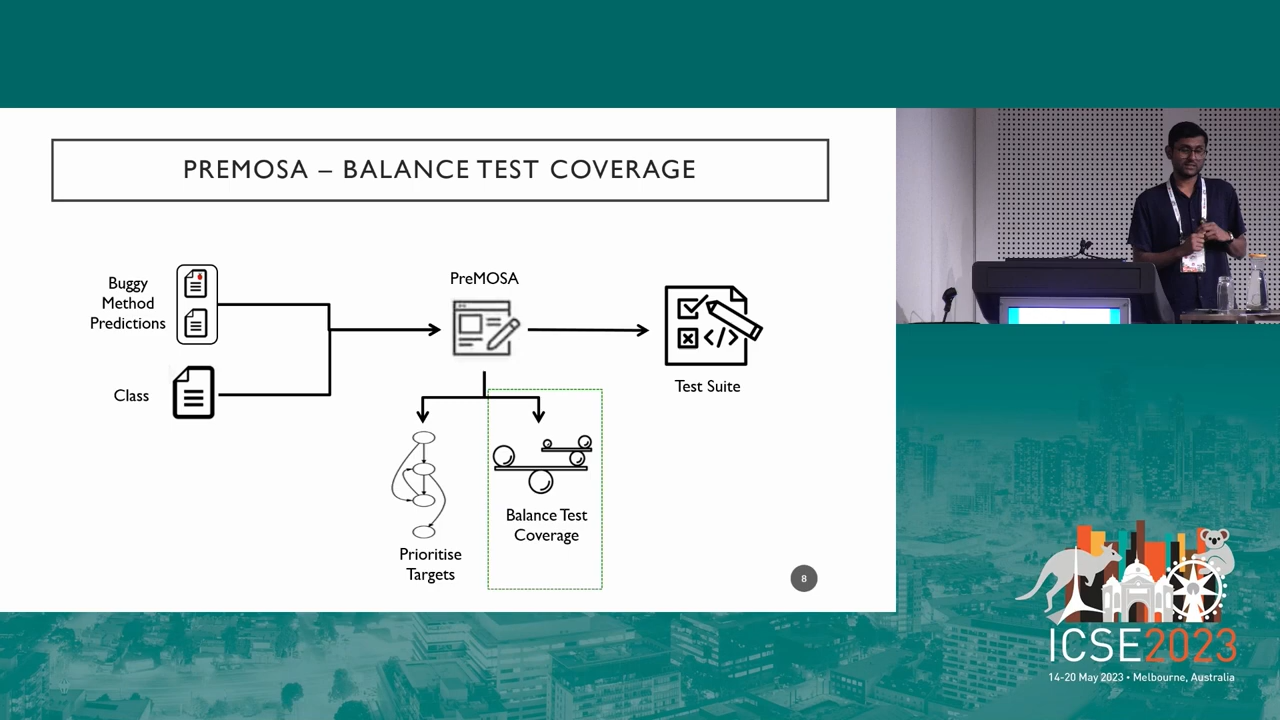 PREMOSA – BALANCE TEST COVERAGE
Buggy
Method
Predictions
Class
PreMOSA
Test Suite
Prioritise
Targets
Balance Test
Coverage
8
ICSE2023
14-20 May 2023 • Melbourne, Australia